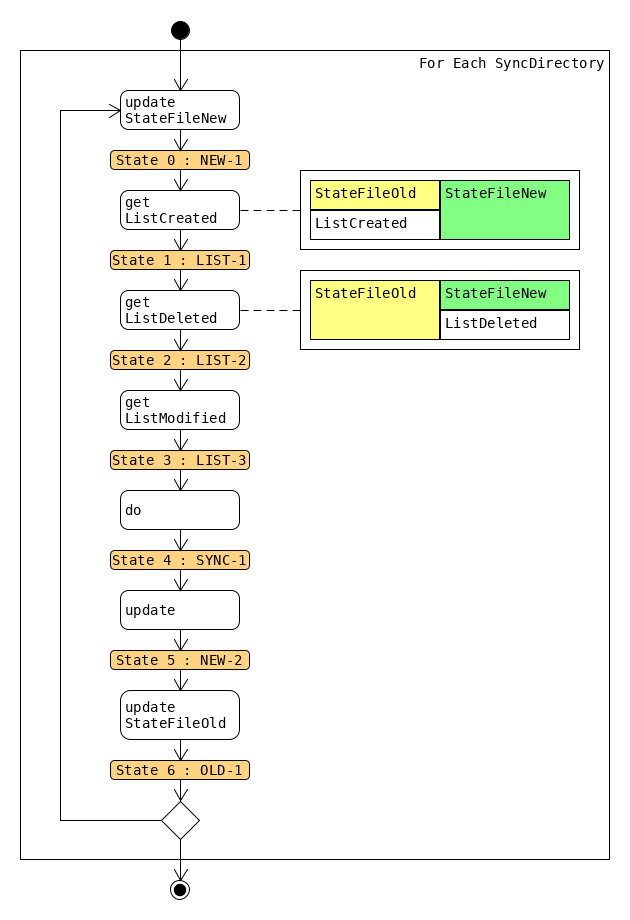 For Each SyncDirectory
update
StateFileNew
State 0 : NEW-1
get
ListCreated
StateFileOld
StateFileNew
ListCreated
State 1 : LIST-1
get
ListDeleted
StateFileOld
StateFileNew
ListDeleted
State 2 : LIST-2
get
ListModified
State 3 : LIST-3
do
State 4 : SYNC-1
update
State 5 : NEW-2
update
StateFileOld
State 6 : OLD-1